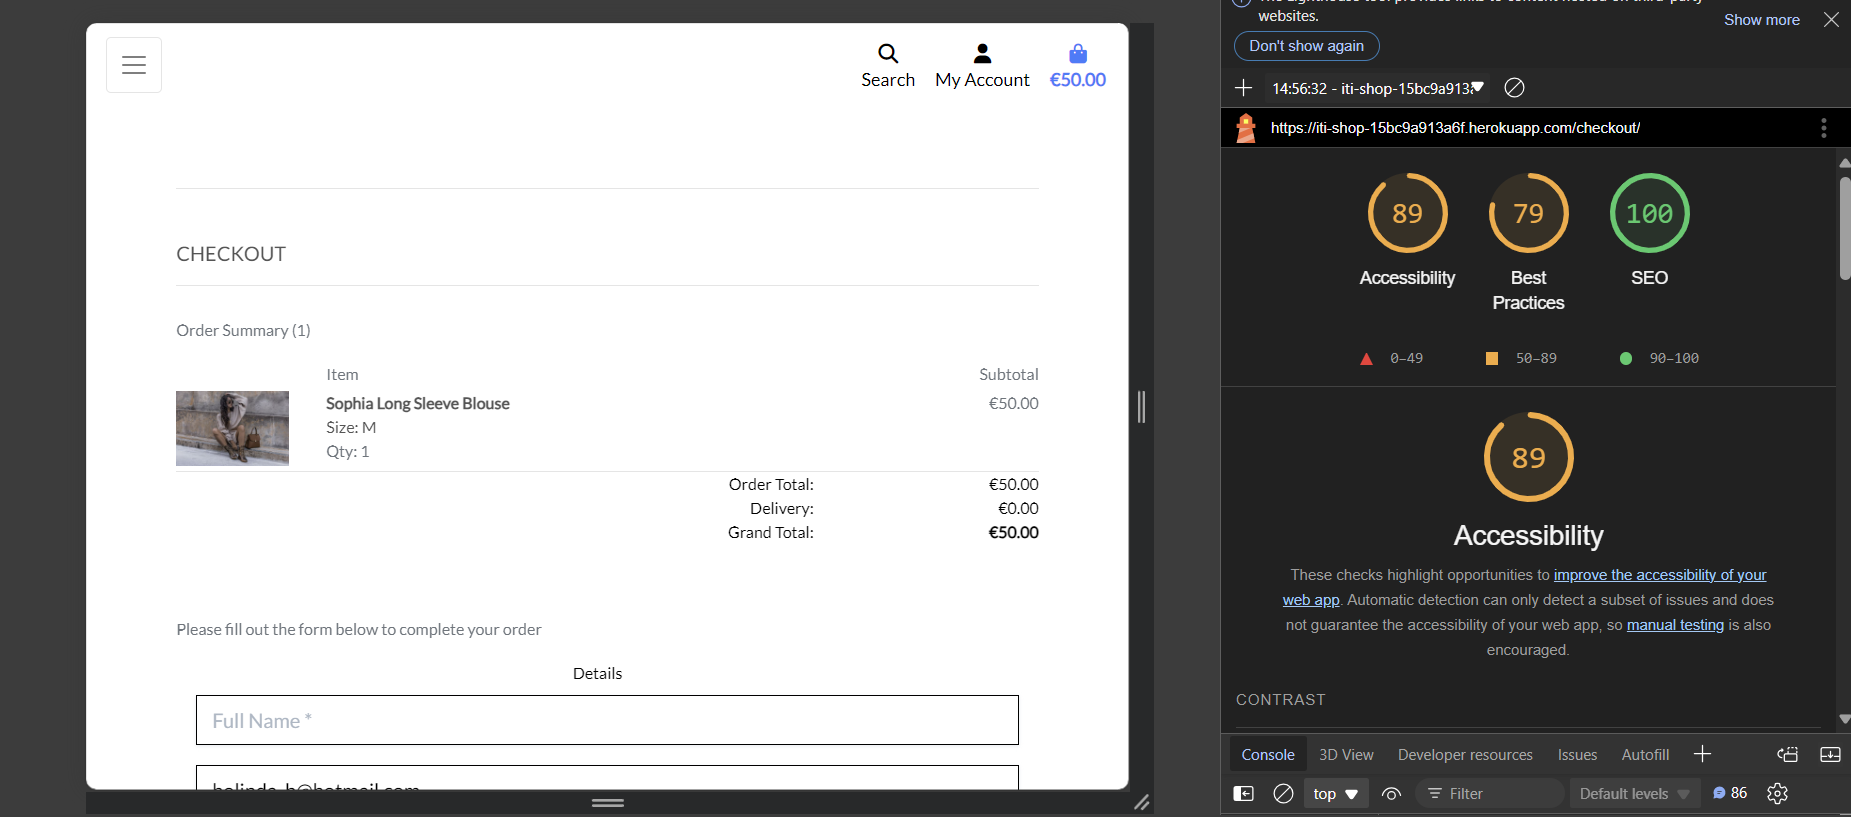 Search
My Account
€50.00
CHECKOUT
Order Summary (1)
Item
Subtotal
Sophia Long Sleeve Blouse
€50.00
Size: M
Qty: 1
Order Total:
€50.00
Delivery:
€0.00
Grand Total:
€50.00
Please fill out the form below to complete your order
Details
Full Name *
websites.
Show more
Don't show again
14:56:32 - iti-shop-15bc9a913
https://iti-shop-15bc9a913a6f.herokuapp.com/checkout/
89
79
100
Accessibility
Best
Practices
SEO
0–49
50–89
90–100
89
Accessibility
These checks highlight opportunities to improve the accessibility of your
web app. Automatic detection can only detect a subset of issues and does
not guarantee the accessibility of your web app, so manual testing is also
encouraged.
CONTRAST
Console
3D View
Developer resources
Issues
Autofill
top
Filter
Default levels
86